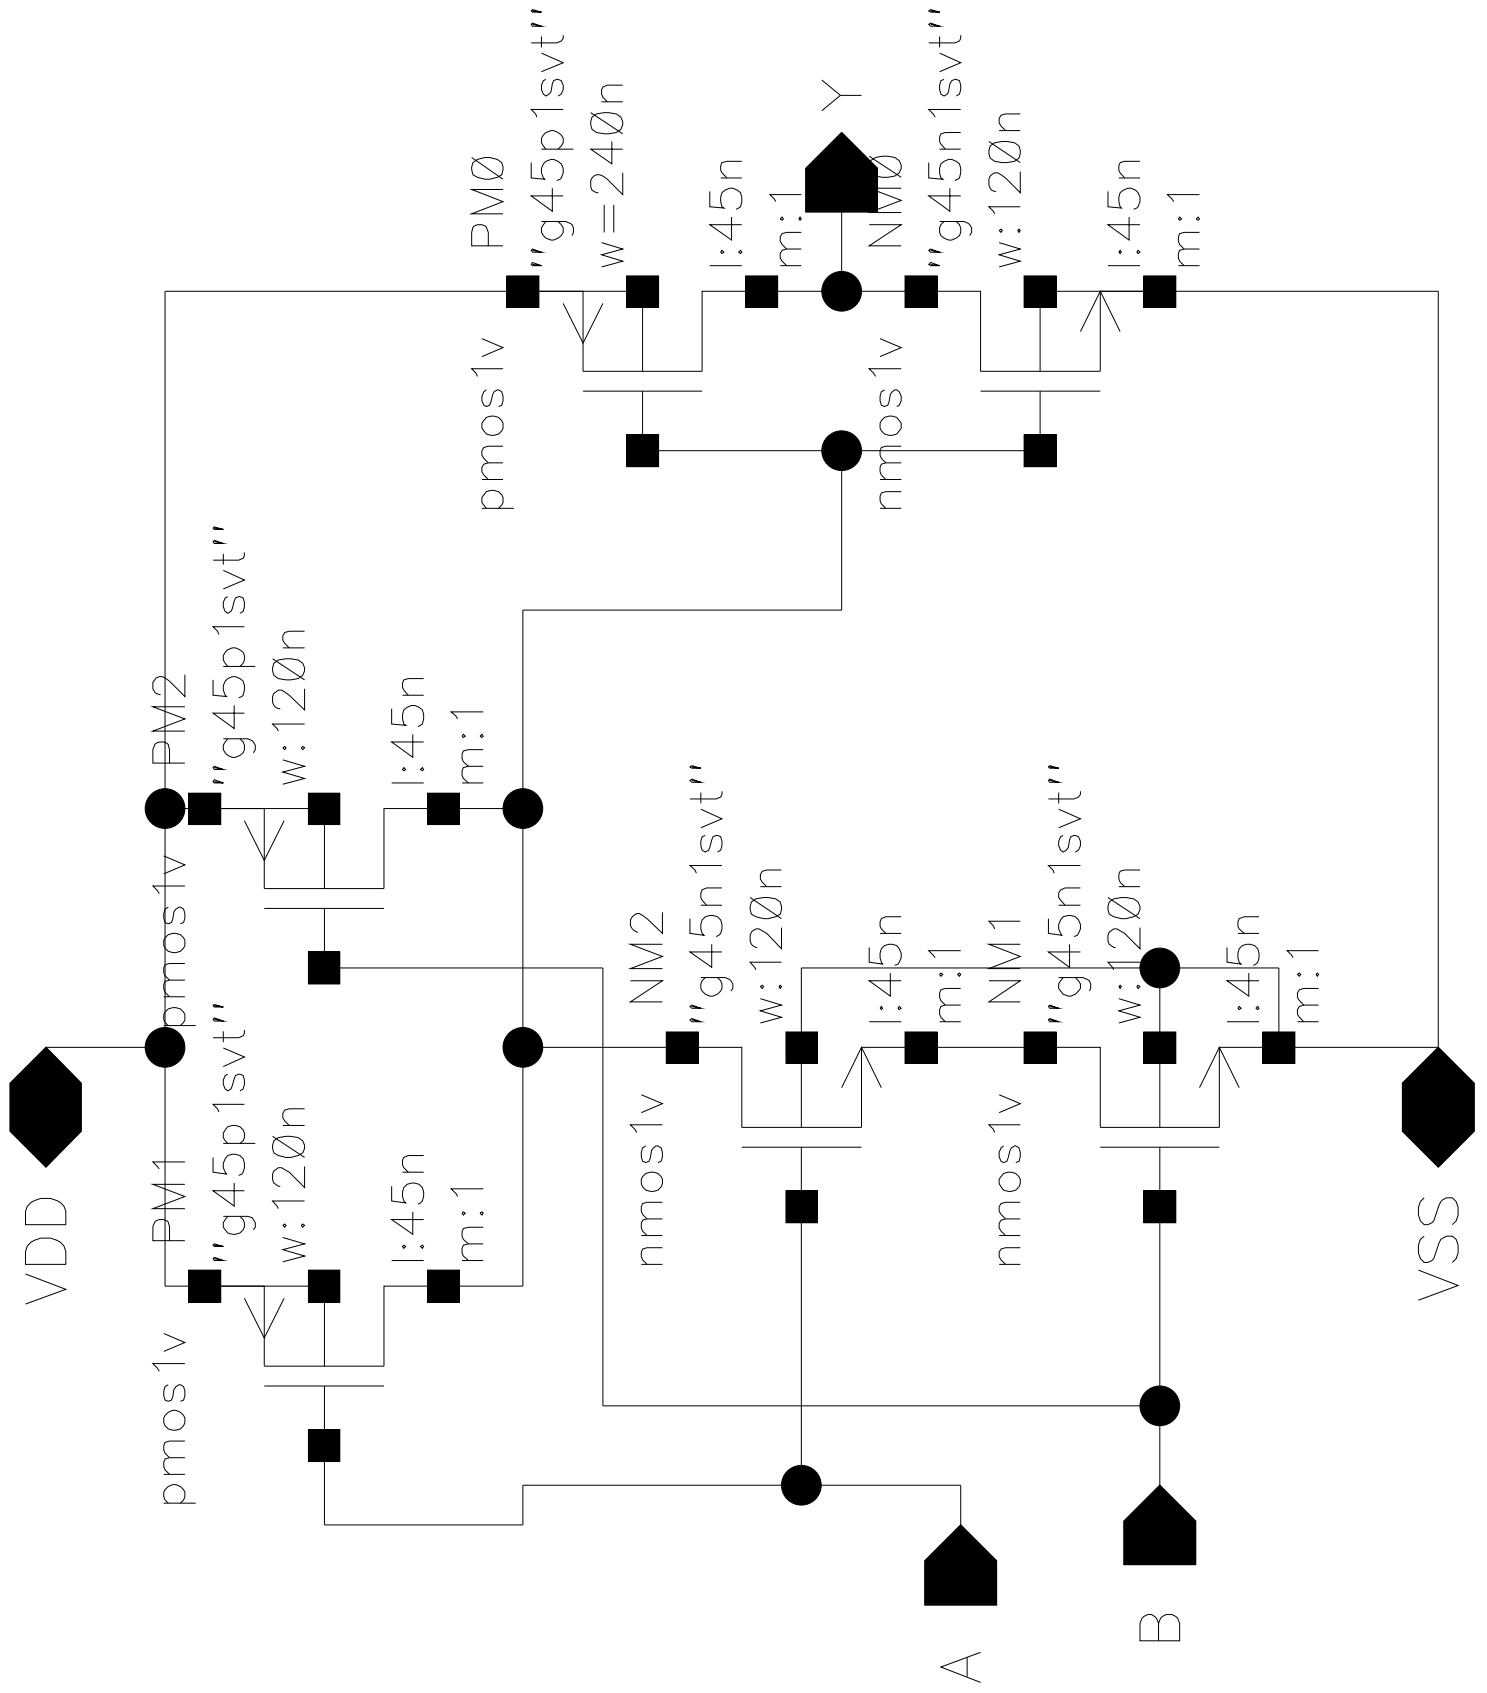 VDD
PM1
"g45p1svt"
w:120n
l:45n
m:1
pmos1v
PM2
"g45p1svt"
w:120n
l:45n
m:1
pmos1v
PM0
"g45p1svt"
w=240n
l:45n
m:1
pmos1v
Y
NM0
"g45n1svt"
w:120n
l:45n
m:1
nmos1v
NM2
"g45n1svt"
w:120n
l:45n
m:1
nmos1v
NM1
"g45n1svt"
w:120n
l:45n
m:1
nmos1v
A
B
VSS